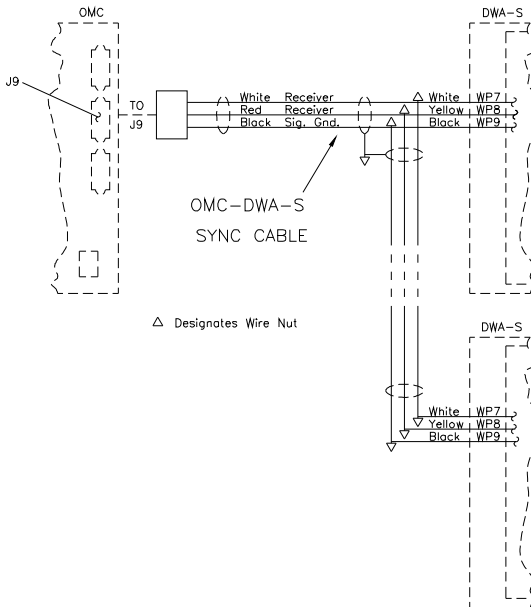 OMC
DWA-S
J9
TO
J9
White Receiver
Red Receiver
Black Sig. Gnd.
White WP7
Yellow WP8
Black WP9
OMC-DWA-S
SYNC CABLE
△ Designates Wire Nut
DWA-S
White WP7
Yellow WP8
Black WP9